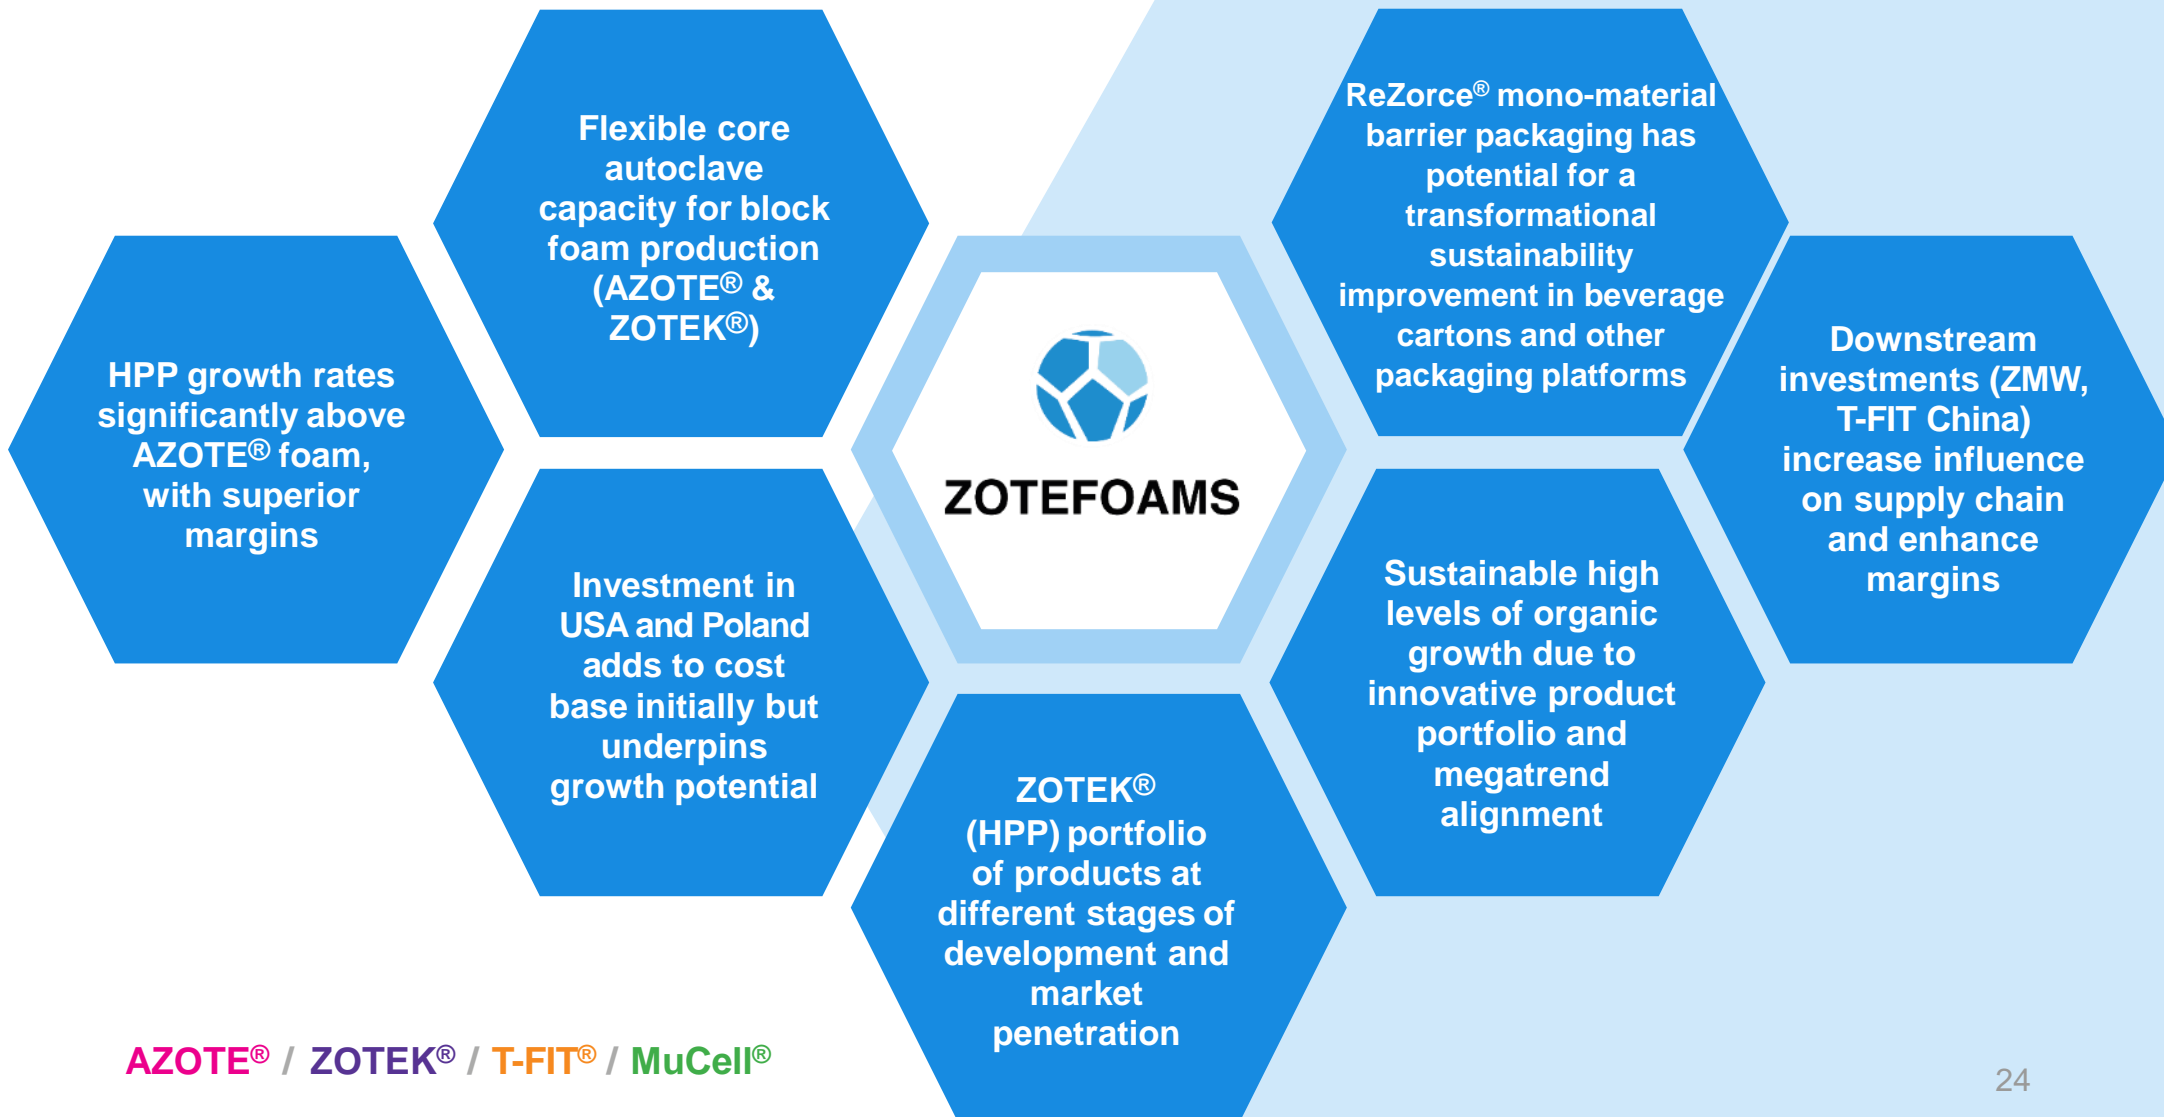 HPP growth rates
significantly above
AZOTE® foam,
with superior
margins
Flexible core
autoclave
capacity for block
foam production
(AZOTE® &
ZOTEK®)
Investment in
USA and Poland
adds to cost
base initially but
underpins
growth potential
ZOTEFOAMS
ZOTEK®
(HPP) portfolio
of products at
different stages of
development and
market
penetration
ReZorce® mono-material
barrier packaging has
potential for a
transformational
sustainability
improvement in beverage
cartons and other
packaging platforms
Sustainable high
levels of organic
growth due to
innovative product
portfolio and
megatrend
alignment
Downstream
investments (ZMW,
T-FIT China)
increase influence
on supply chain
and enhance
margins
AZOTE® / ZOTEK® / T-FIT® / MuCell®
24